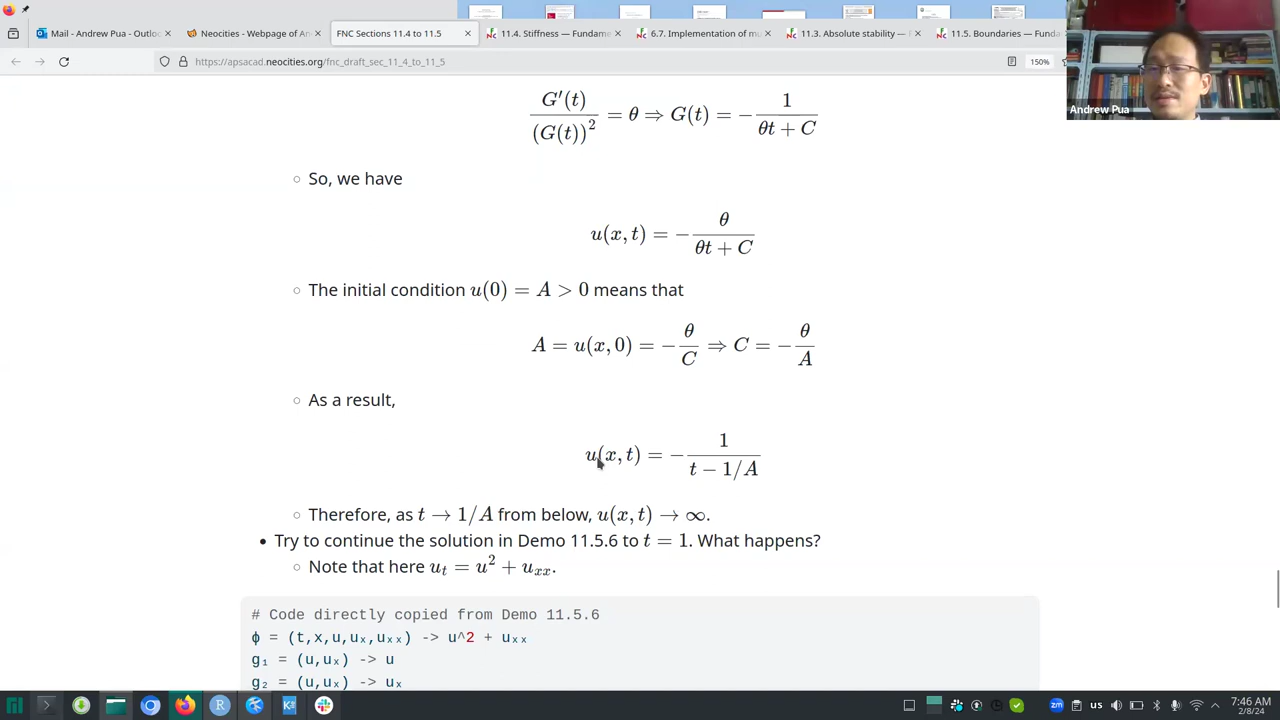 Mail - Andrew Pua - Outloo
Neocities - Webpage of An
FNC Sections 11.4 to 11.5
11.4. Stiffness — Fundame
6.7. Implementation of mu
11.3. Absolute stability —
11.5. Boundaries — Funda
https://apsacad.neocities.org/fnc_draft_sec_11_4_to_11_5
150%
Andrew Pua
G′(t) / (G(t))² = θ ⇒ G(t) = − 1 / (θt + C)
So, we have
u(x, t) = − θ / (θt + C)
The initial condition u(0) = A > 0 means that
A = u(x, 0) = − θ / C ⇒ C = − θ / A
As a result,
u(x, t) = − 1 / (t − 1/A)
Therefore, as t → 1/A from below, u(x, t) → ∞.
Try to continue the solution in Demo 11.5.6 to t = 1. What happens?
Note that here uₜ = u² + uₓₓ.
# Code directly copied from Demo 11.5.6
ϕ = (t,x,u,uₓ,uₓₓ) -> u^2 + uₓₓ
g₁ = (u,uₓ) -> u
g₂ = (u,uₓ) -> uₓ
us
7:46 AM
2/8/24